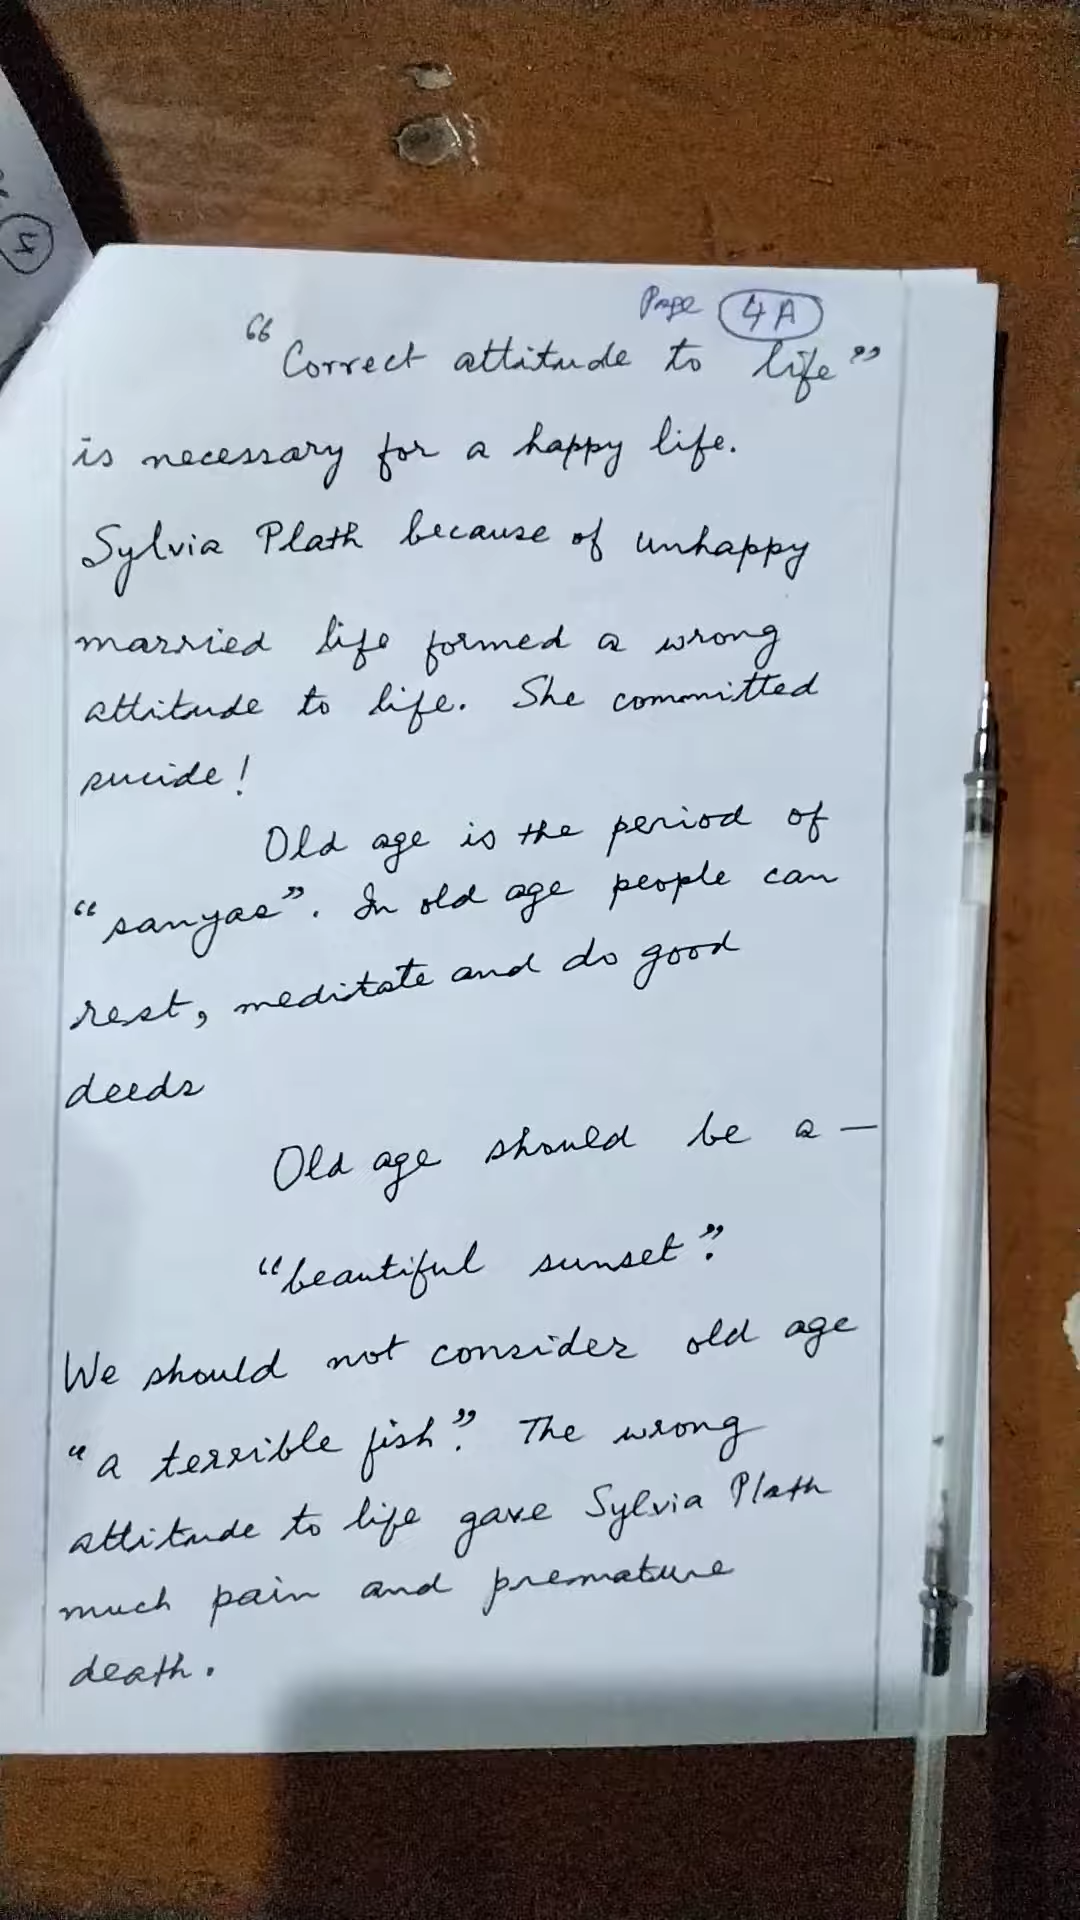 Page 4A
"Correct attitude to life"
is necessary for a happy life.
Sylvia Plath because of unhappy
married life formed a wrong
attitude to life. She committed
sucide!
Old age is the period of
"sanyas". In old age people can
rest, meditate and do good
deeds
Old age should be a —
"beautiful sunset".
We should not consider old age
"a terrible fish". The wrong
attitude to life gave Sylvia Plath
much pain and premature
death.